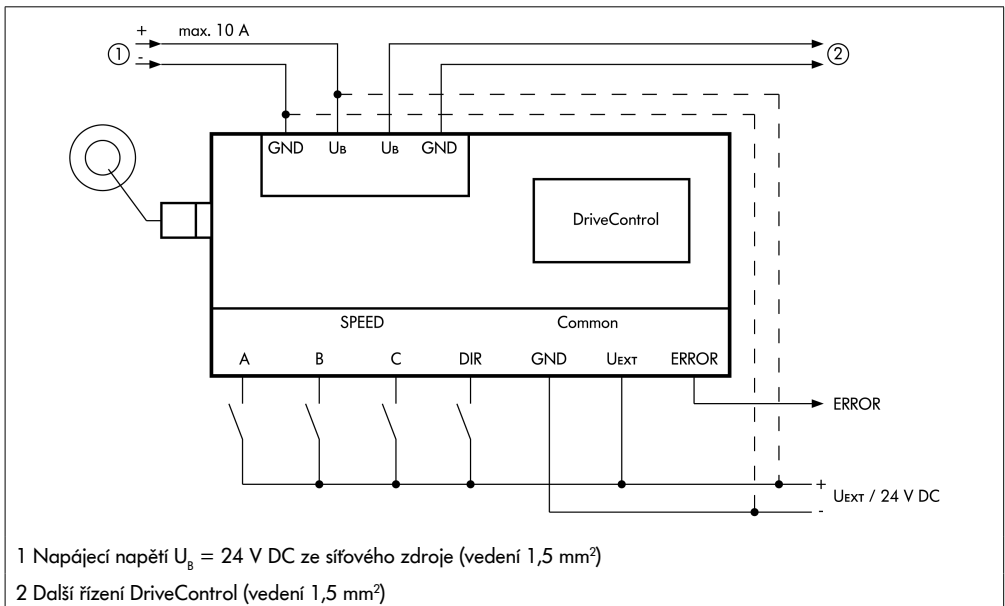 + max. 10 A
1 - 2
GND UB UB GND
DriveControl
SPEED Common
A B C DIR GND UEXT ERROR
ERROR
+
UEXT / 24 V DC
-
1 Napájecí napětí UB = 24 V DC ze síťového zdroje (vedení 1,5 mm²)
2 Další řízení DriveControl (vedení 1,5 mm²)